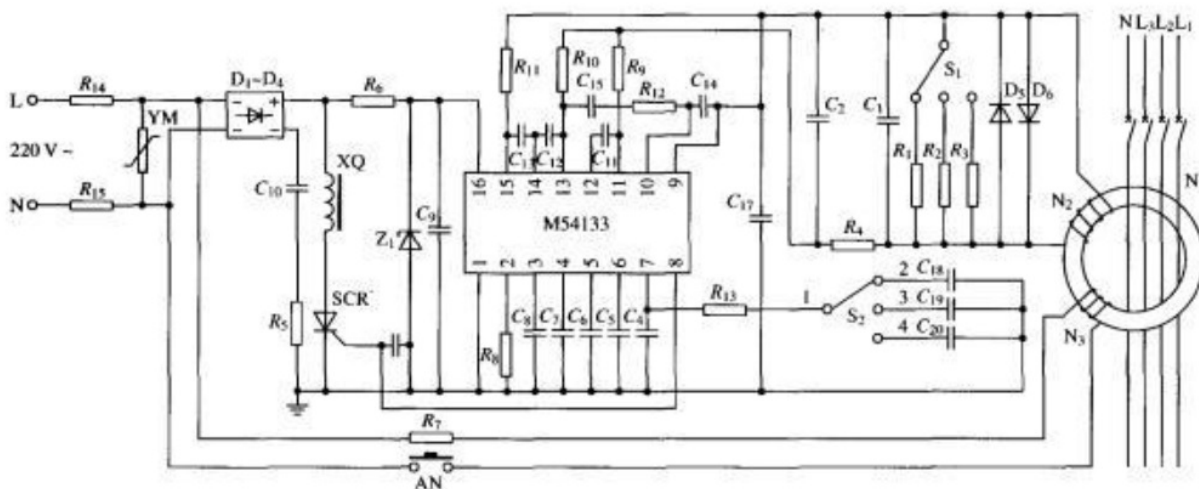 N L₃ L₂ L₁
R₁₁
R₁₀
R₉
C₁₅
R₁₂
C₁₄
S₁
D₅ D₆
C₂
C₁
R₁ R₂ R₃
L
R₁₄
D₁~D₄
R₆
YM
220 V ~
N
R₁₅
- +
- -
XQ
C₁₀
Z₁
C₉
C₁₂
C₁₁
16 15 14 13 12 11 10 9
M54133
1 2 3 4 5 6 7 8
C₁₇
R₄
N₂
N
SCR
R₅
R₈
C₈ C₇ C₆ C₅ C₄
R₁₃
1
S₂
2 C₁₈
3 C₁₉
4 C₂₀
N₃
R₇
AN